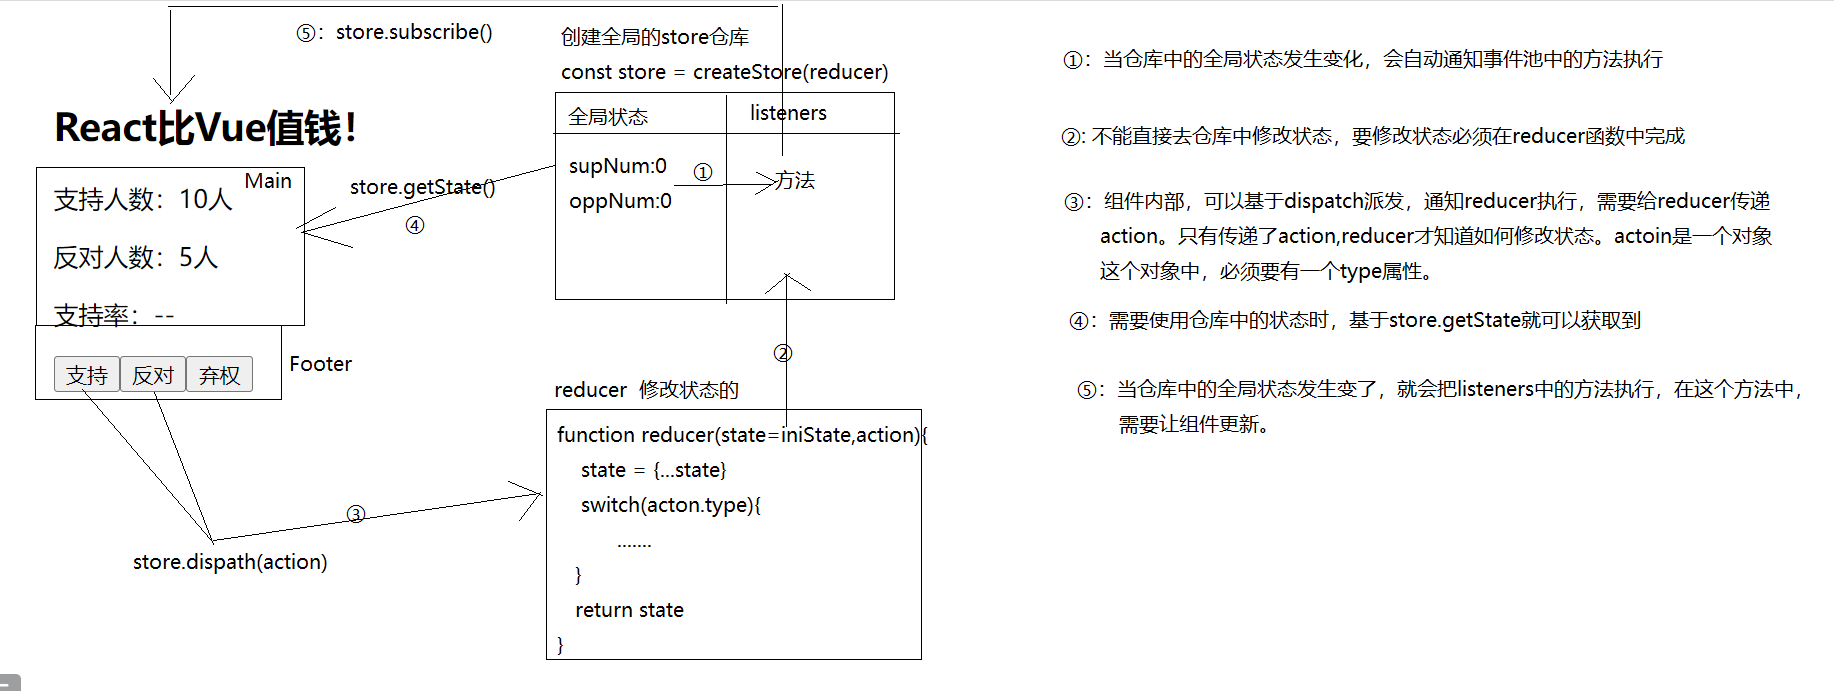 ⑤：store.subscribe()
创建全局的store仓库
const store = createStore(reducer)
React比Vue值钱！
全局状态
listeners
Main
支持人数：10人
反对人数：5人
支持率：--
store.getState()
④
supNum:0
oppNum:0
①
方法
支持
反对
弃权
Footer
②
reducer 修改状态的
function reducer(state=iniState,action){
state = {...state}
switch(acton.type){
.......
}
return state
}
③
store.dispath(action)
①：当仓库中的全局状态发生变化，会自动通知事件池中的方法执行
②: 不能直接去仓库中修改状态，要修改状态必须在reducer函数中完成
③：组件内部，可以基于dispatch派发，通知reducer执行，需要给reducer传递
action。只有传递了action,reducer才知道如何修改状态。actoin是一个对象
这个对象中，必须要有一个type属性。
④：需要使用仓库中的状态时，基于store.getState就可以获取到
⑤：当仓库中的全局状态发生变了，就会把listeners中的方法执行，在这个方法中，
需要让组件更新。